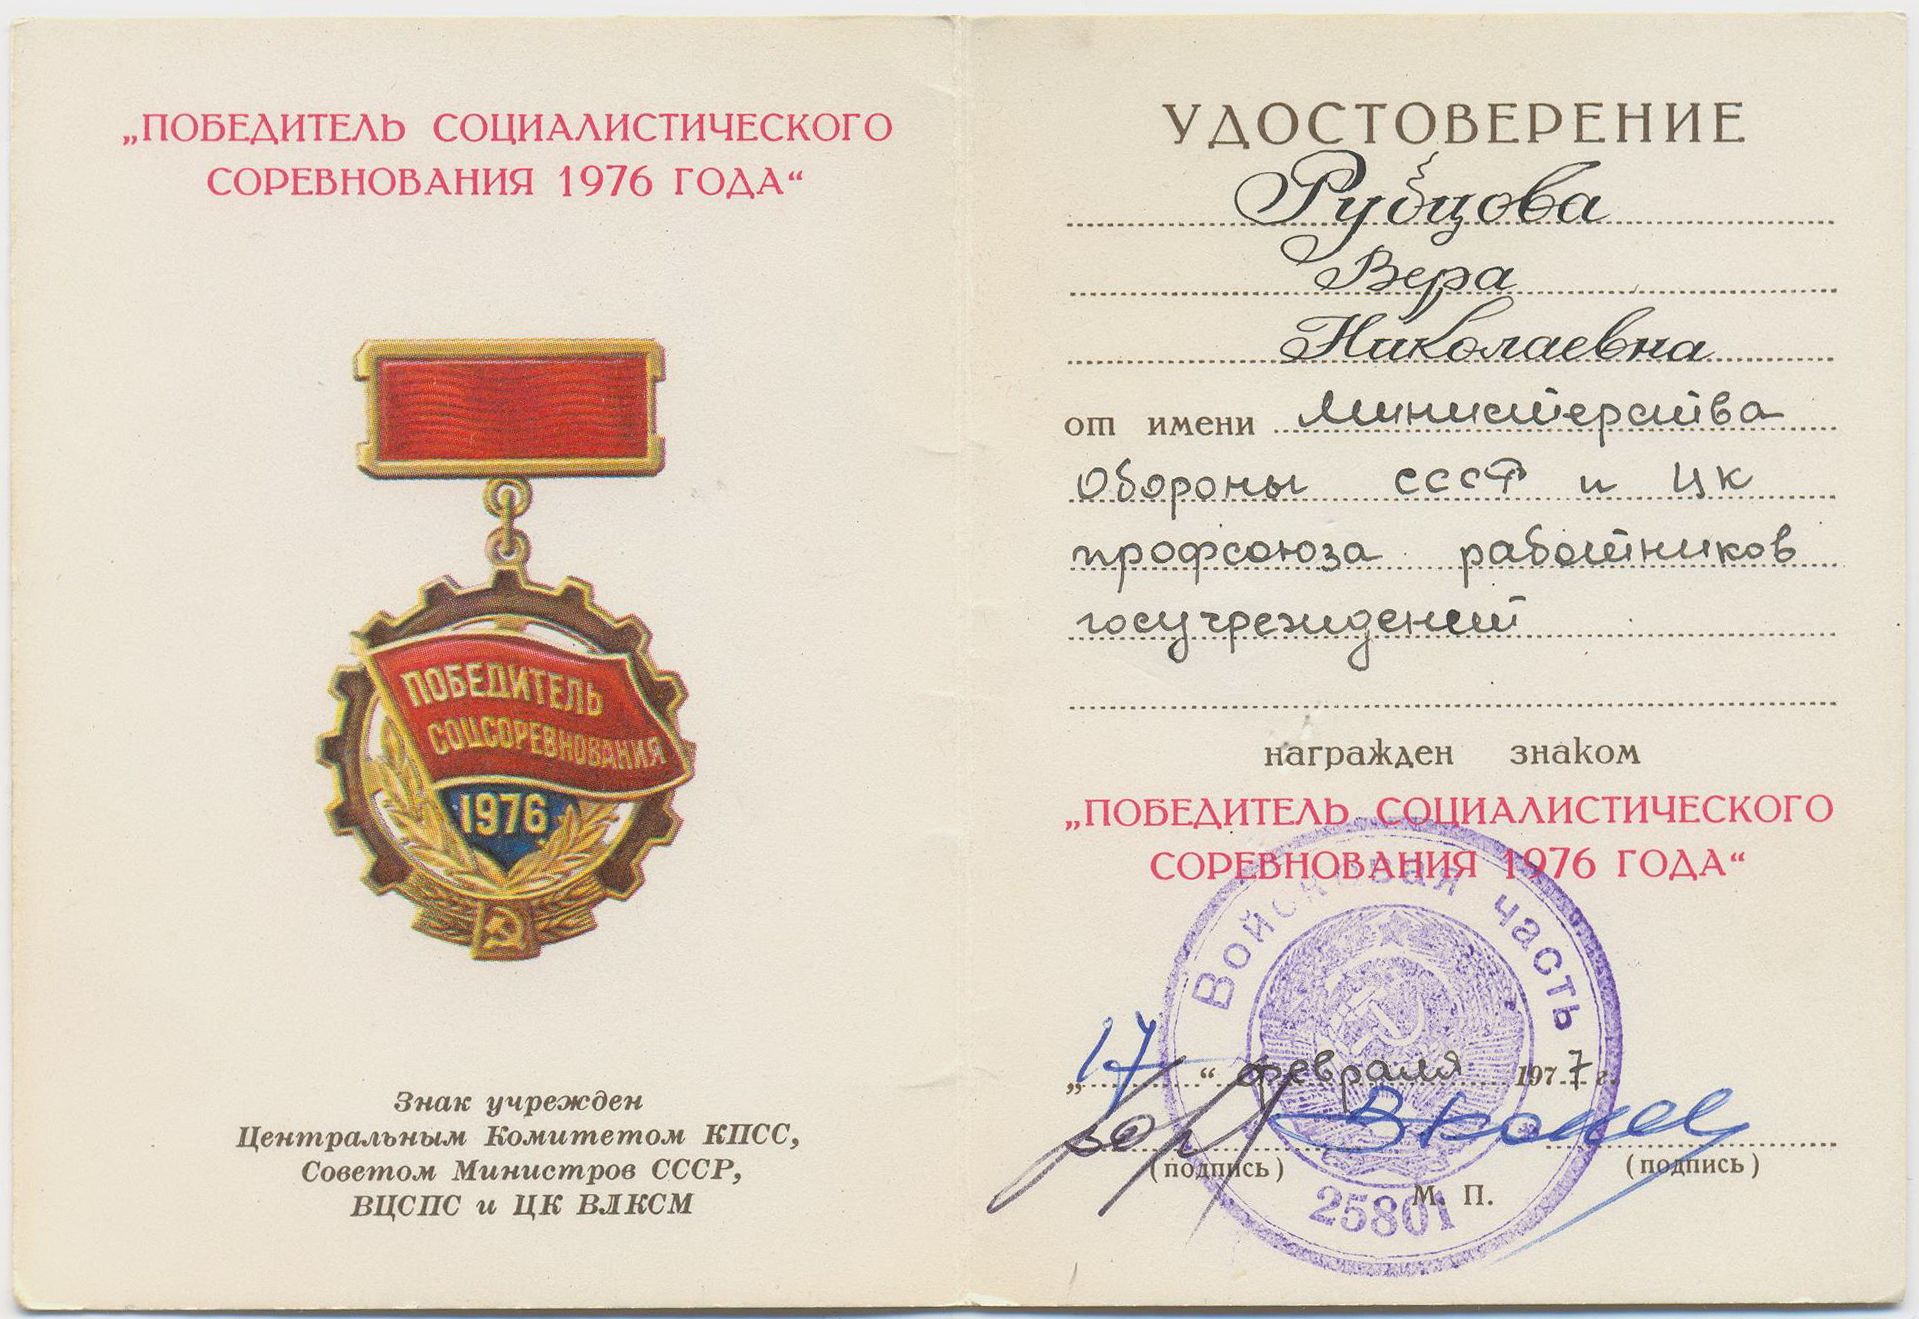 „ПОБЕДИТЕЛЬ СОЦИАЛИСТИЧЕСКОГО
СОРЕВНОВАНИЯ 1976 ГОДА“
ПОБЕДИТЕЛЬ
СОЦСОРЕВНОВАНИЯ
1976
Знак учрежден
Центральным Комитетом КПСС,
Советом Министров СССР,
ВЦСПС и ЦК ВЛКСМ
УДОСТОВЕРЕНИЕ
Рубцова
Вера
Николаевна
от имени Министерства
Обороны СССР и ЦК
профсоюза работников
госучреждений
награжден знаком
„ПОБЕДИТЕЛЬ СОЦИАЛИСТИЧЕСКОГО
СОРЕВНОВАНИЯ 1976 ГОДА“
Войсковая часть
„17“ февраля 1977 г.
(подпись) (подпись)
М. П.
25801